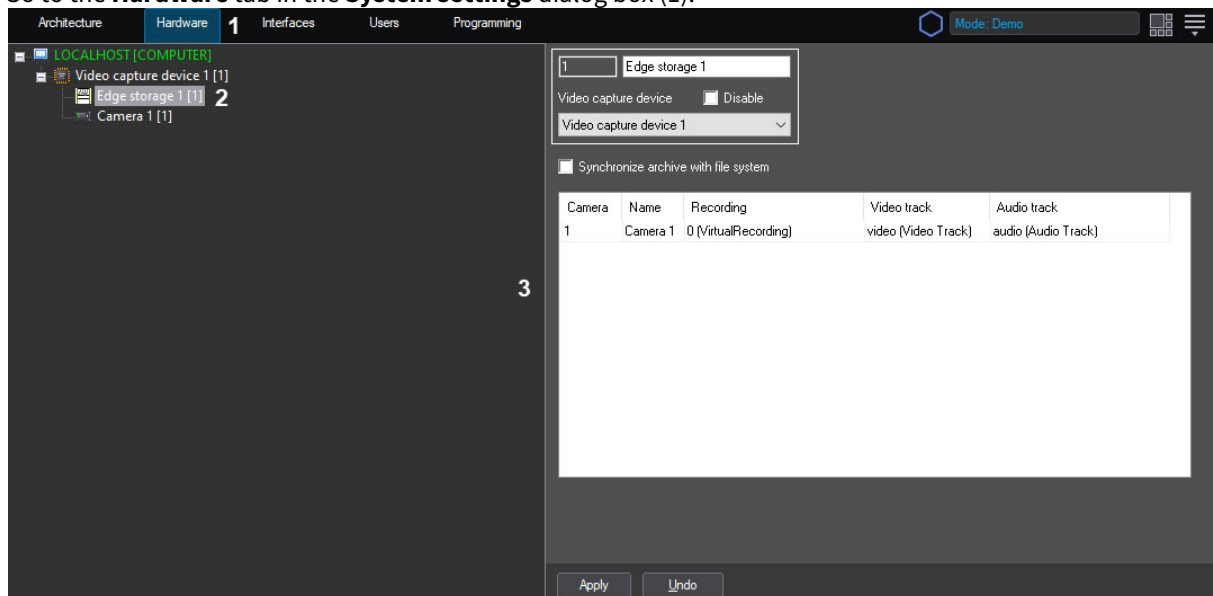 Go to the Hardware tab in the System Settings dialog box (1).
Architecture Hardware 1 Interfaces Users Programming Mode: Demo
LOCALHOST [COMPUTER]
Video capture device 1 [1]
Edge storage 1 [1] 2
Camera 1 [1]
1 Edge storage 1
Video capture device Disable
Video capture device 1
Synchronize archive with file system
Camera Name Recording Video track Audio track
1 Camera 1 0 (VirtualRecording) video (Video Track) audio (Audio Track)
3
Apply Undo